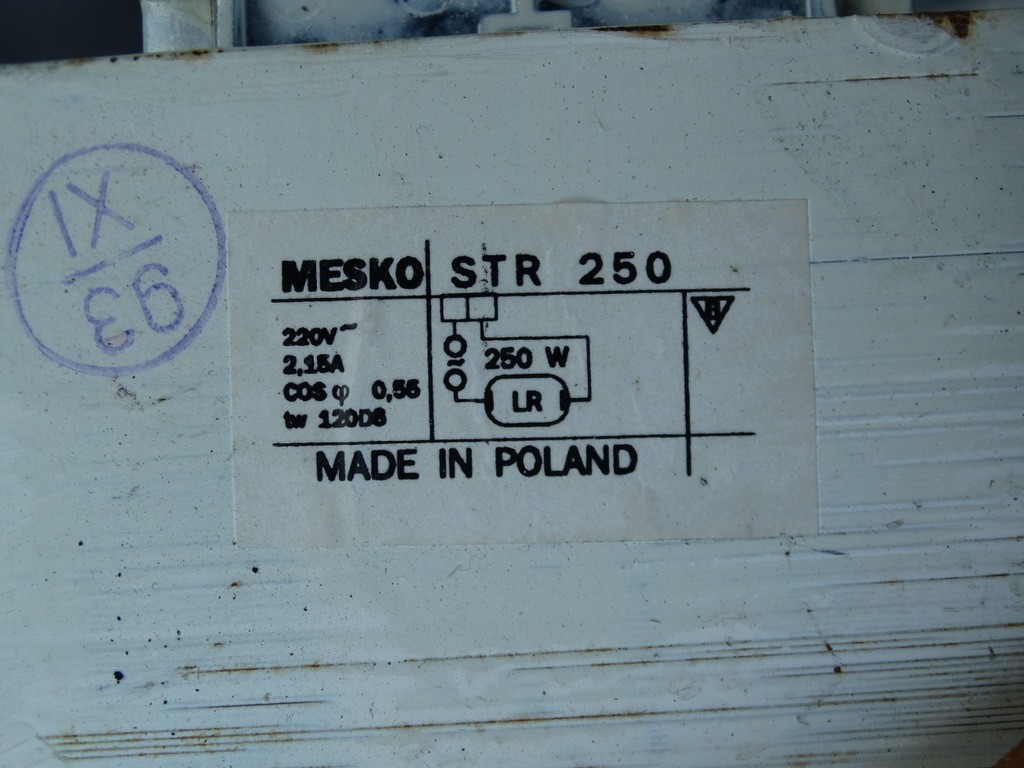 IX
93
MESKO STR 250
220V~
2,15A
COS φ 0,56
tw 120D6
250 W
LR
B
MADE IN POLAND